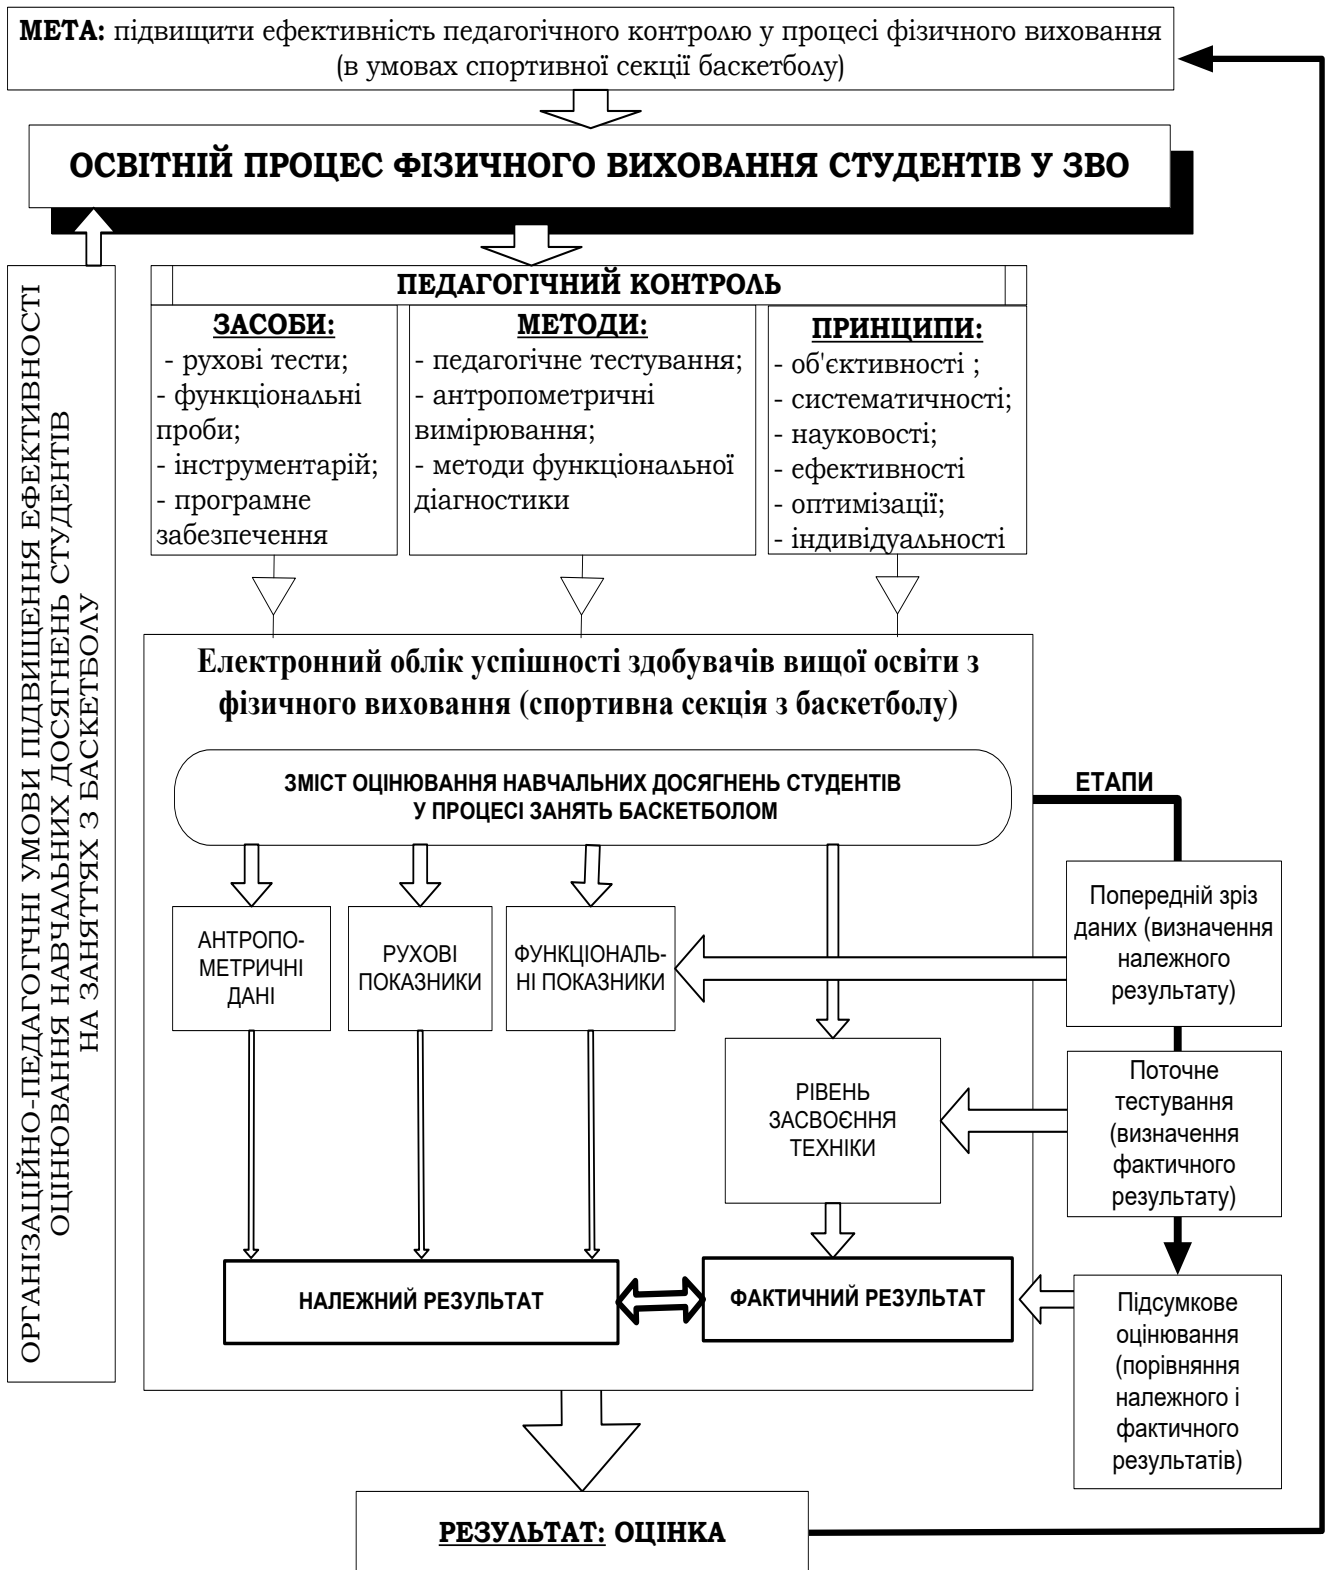 МЕТА: підвищити ефективність педагогічного контролю у процесі фізичного виховання
(в умовах спортивної секції баскетболу)
ОСВІТНІЙ ПРОЦЕС ФІЗИЧНОГО ВИХОВАННЯ СТУДЕНТІВ У ЗВО
ОРГАНІЗАЦІЙНО-ПЕДАГОГІЧНІ УМОВИ ПІДВИЩЕННЯ ЕФЕКТИВНОСТІ
ОЦІНЮВАННЯ НАВЧАЛЬНИХ ДОСЯГНЕНЬ СТУДЕНТІВ
НА ЗАНЯТТЯХ З БАСКЕТБОЛУ
ПЕДАГОГІЧНИЙ КОНТРОЛЬ
ЗАСОБИ:
- рухові тести;
- функціональні
проби;
- інструментарій;
- програмне
забезпечення
МЕТОДИ:
- педагогічне тестування;
- антропометричні
вимірювання;
- методи функціональної
діагностики
ПРИНЦИПИ:
- об'єктивності ;
- систематичності;
- науковості;
- ефективності
- оптимізації;
- індивідуальності
Електронний облік успішності здобувачів вищої освіти з
фізичного виховання (спортивна секція з баскетболу)
ЗМІСТ ОЦІНЮВАННЯ НАВЧАЛЬНИХ ДОСЯГНЕНЬ СТУДЕНТІВ
У ПРОЦЕСІ ЗАНЯТЬ БАСКЕТБОЛОМ
ЕТАПИ
АНТРОПО-
МЕТРИЧНІ
ДАНІ
РУХОВІ
ПОКАЗНИКИ
ФУНКЦІОНАЛЬ-
НІ ПОКАЗНИКИ
Попередній зріз
даних (визначення
належного
результату)
РІВЕНЬ
ЗАСВОЄННЯ
ТЕХНІКИ
Поточне
тестування
(визначення
фактичного
результату)
НАЛЕЖНИЙ РЕЗУЛЬТАТ
ФАКТИЧНИЙ РЕЗУЛЬТАТ
Підсумкове
оцінювання
(порівняння
належного і
фактичного
результатів)
РЕЗУЛЬТАТ: ОЦІНКА